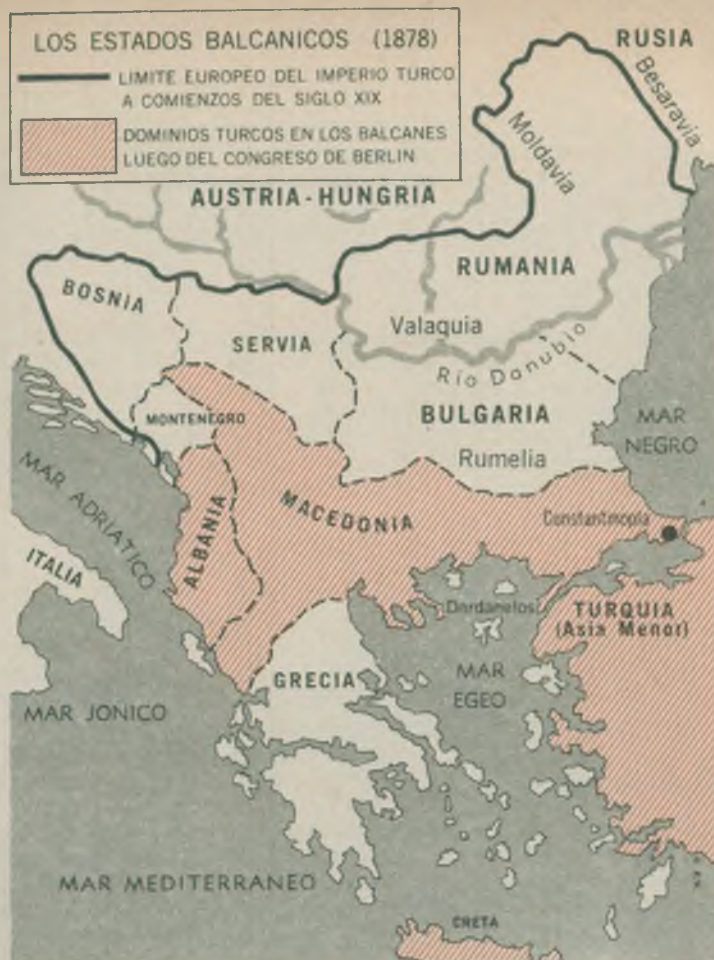 LOS ESTADOS BALCANICOS (1878)
LIMITE EUROPEO DEL IMPERIO TURCO
A COMIENZOS DEL SIGLO XIX
DOMINIOS TURCOS EN LOS BALCANES
LUEGO DEL CONGRESO DE BERLIN
RUSIA
Besaravia
Moldavia
AUSTRIA-HUNGRIA
RUMANIA
BOSNIA
Valaquia
SERVIA
Río Danubio
MONTENEGRO
BULGARIA
MAR
NEGRO
Rumelia
MAR ADRIATICO
ALBANIA
MACEDONIA
Constantinopla
ITALIA
Dardanelos
TURQUIA
(Asia Menor)
GRECIA
MAR
EGEO
MAR JONICO
MAR MEDITERRANEO
CRETA